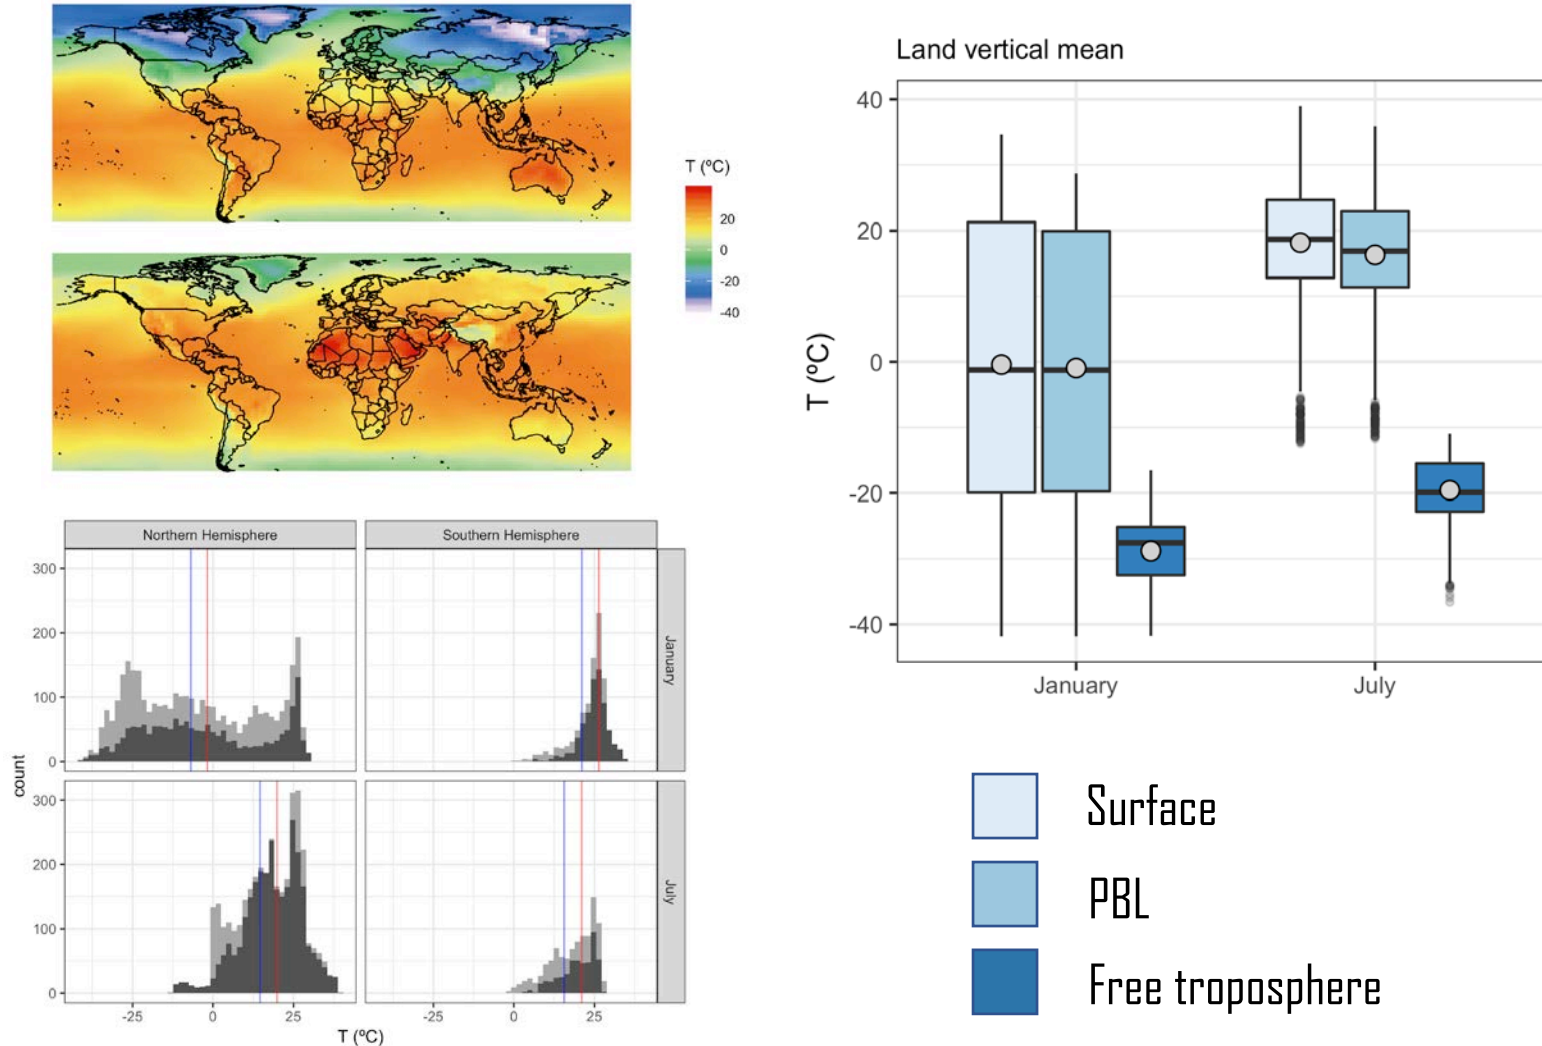 T (ºC)
20
0
-20
-40
Northern Hemisphere
Southern Hemisphere
300
200
100
0
January
300
200
100
0
July
count
-25
0
25
-25
0
25
T (ºC)
Land vertical mean
40
20
0
-20
-40
T (ºC)
January
July
Surface
PBL
Free troposphere